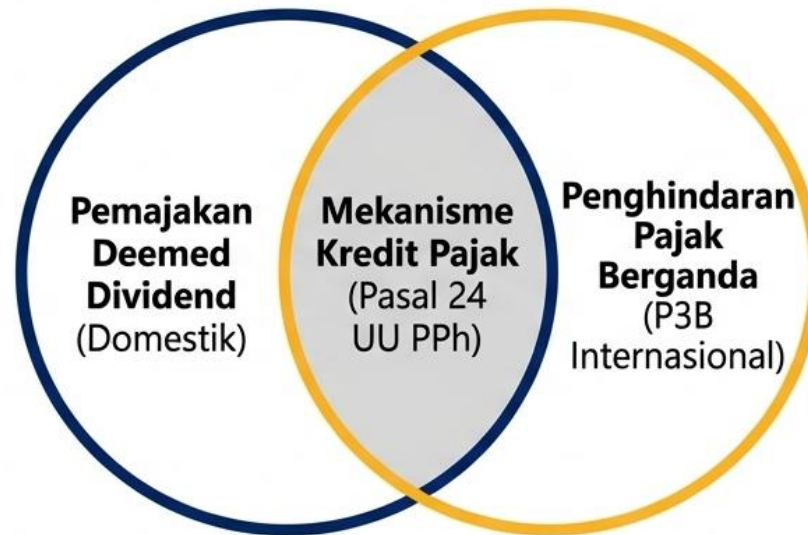 Pemajakan
Deemed
Dividend
(Domestik)
Mekanisme
Kredit Pajak
(Pasal 24
UU PPh)
Penghindaran
Pajak
Berganda
(P3B
Internasional)